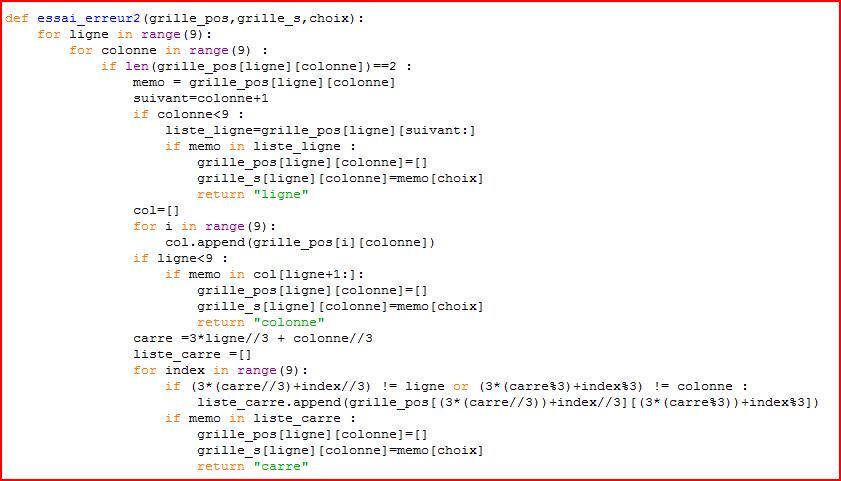 def essai_erreur2(grille_pos,grille_s,choix):
    for ligne in range(9):
        for colonne in range(9) :
            if len(grille_pos[ligne][colonne])==2 :
                memo = grille_pos[ligne][colonne]
                suivant=colonne+1
                if colonne<9 :
                    liste_ligne=grille_pos[ligne][suivant:]
                    if memo in liste_ligne :
                        grille_pos[ligne][colonne]=[]
                        grille_s[ligne][colonne]=memo[choix]
                        return "ligne"
                col=[]
                for i in range(9):
                    col.append(grille_pos[i][colonne])
                if ligne<9 :
                    if memo in col[ligne+1:]:
                        grille_pos[ligne][colonne]=[]
                        grille_s[ligne][colonne]=memo[choix]
                        return "colonne"
                carre =3*ligne//3 + colonne//3
                liste_carre =[]
                for index in range(9):
                    if (3*(carre//3)+index//3) != ligne or (3*(carre%3)+index%3) != colonne :
                        liste_carre.append(grille_pos[(3*(carre//3))+index//3][(3*(carre%3))+index%3])
                    if memo in liste_carre :
                        grille_pos[ligne][colonne]=[]
                        grille_s[ligne][colonne]=memo[choix]
                        return "carre"